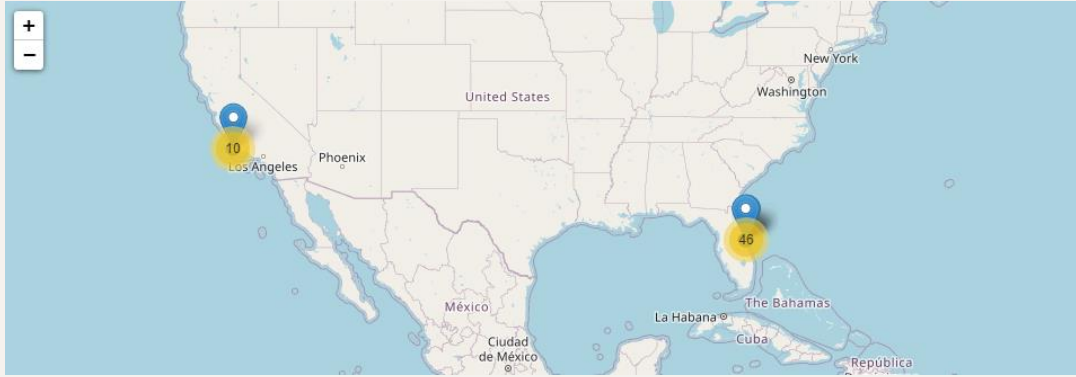 +
−
New York
Washington
United States
10
Los Angeles
Phoenix
46
México
The Bahamas
La Habana
Cuba
Ciudad
de México
República